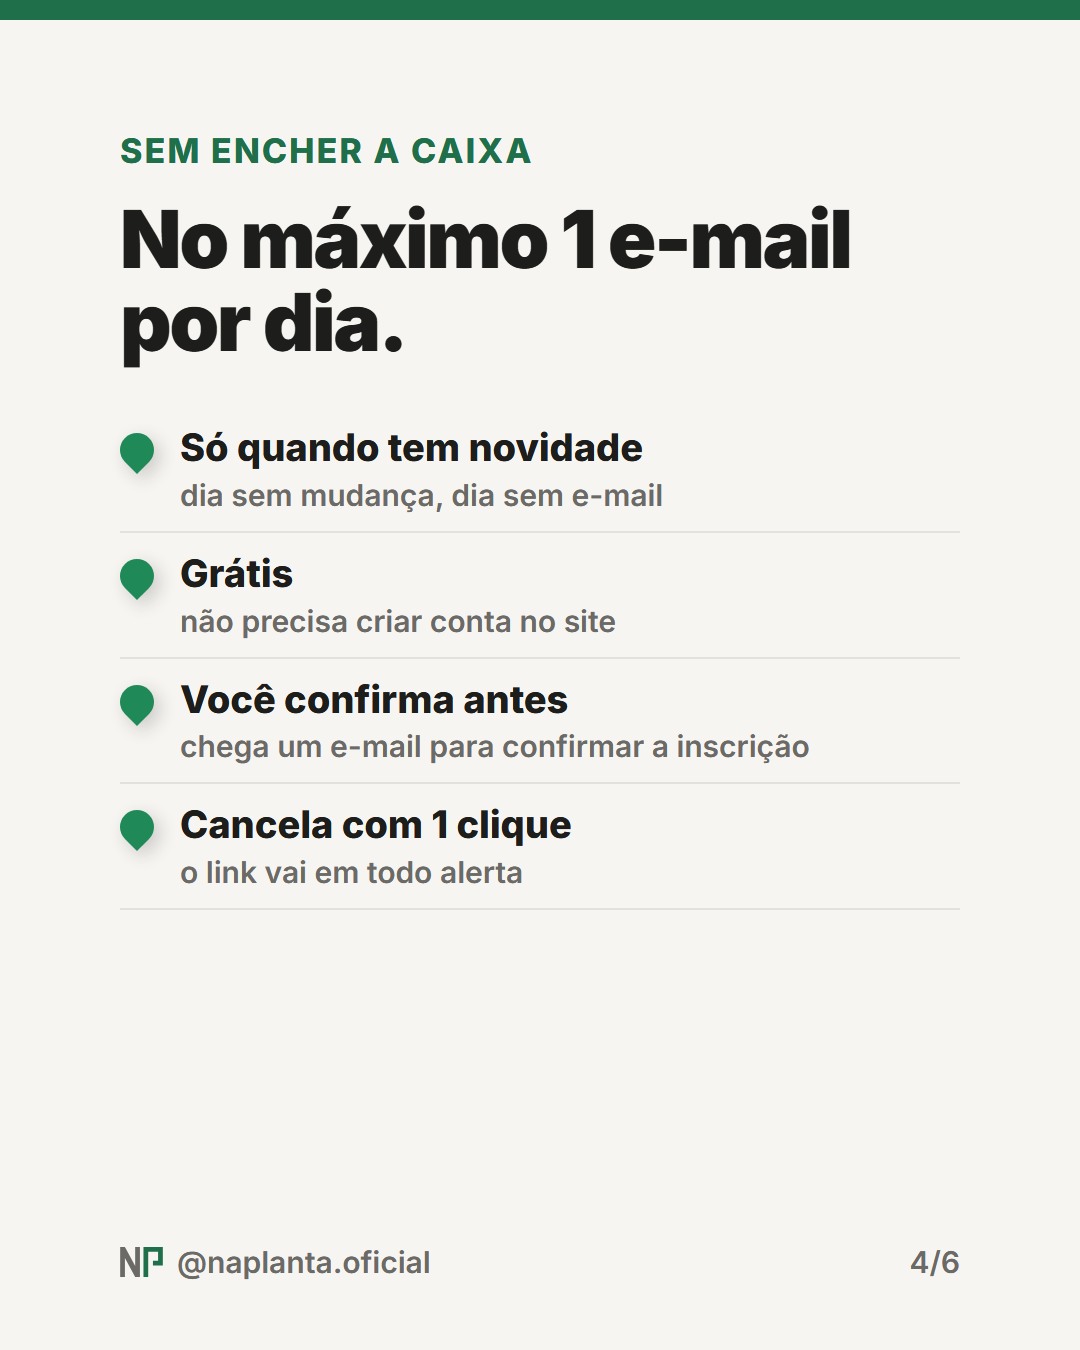 SEM ENCHER A CAIXA
No máximo 1 e-mail
por dia.
Só quando tem novidade
dia sem mudança, dia sem e-mail
Grátis
não precisa criar conta no site
Você confirma antes
chega um e-mail para confirmar a inscrição
Cancela com 1 clique
o link vai em todo alerta
NP @naplanta.oficial
4/6